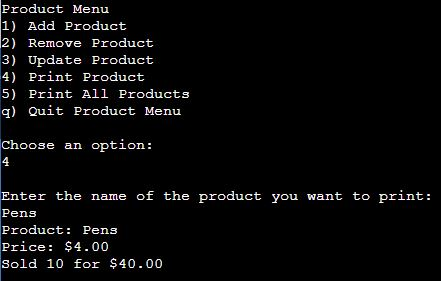 Product Menu
1) Add Product
2) Remove Product
3) Update Product
4) Print Product
5) Print All Products
q) Quit Product Menu
Choose an option:
4
Enter the name of the product you want to print:
Pens
Product: Pens
Price: $4.00
Sold 10 for $40.00